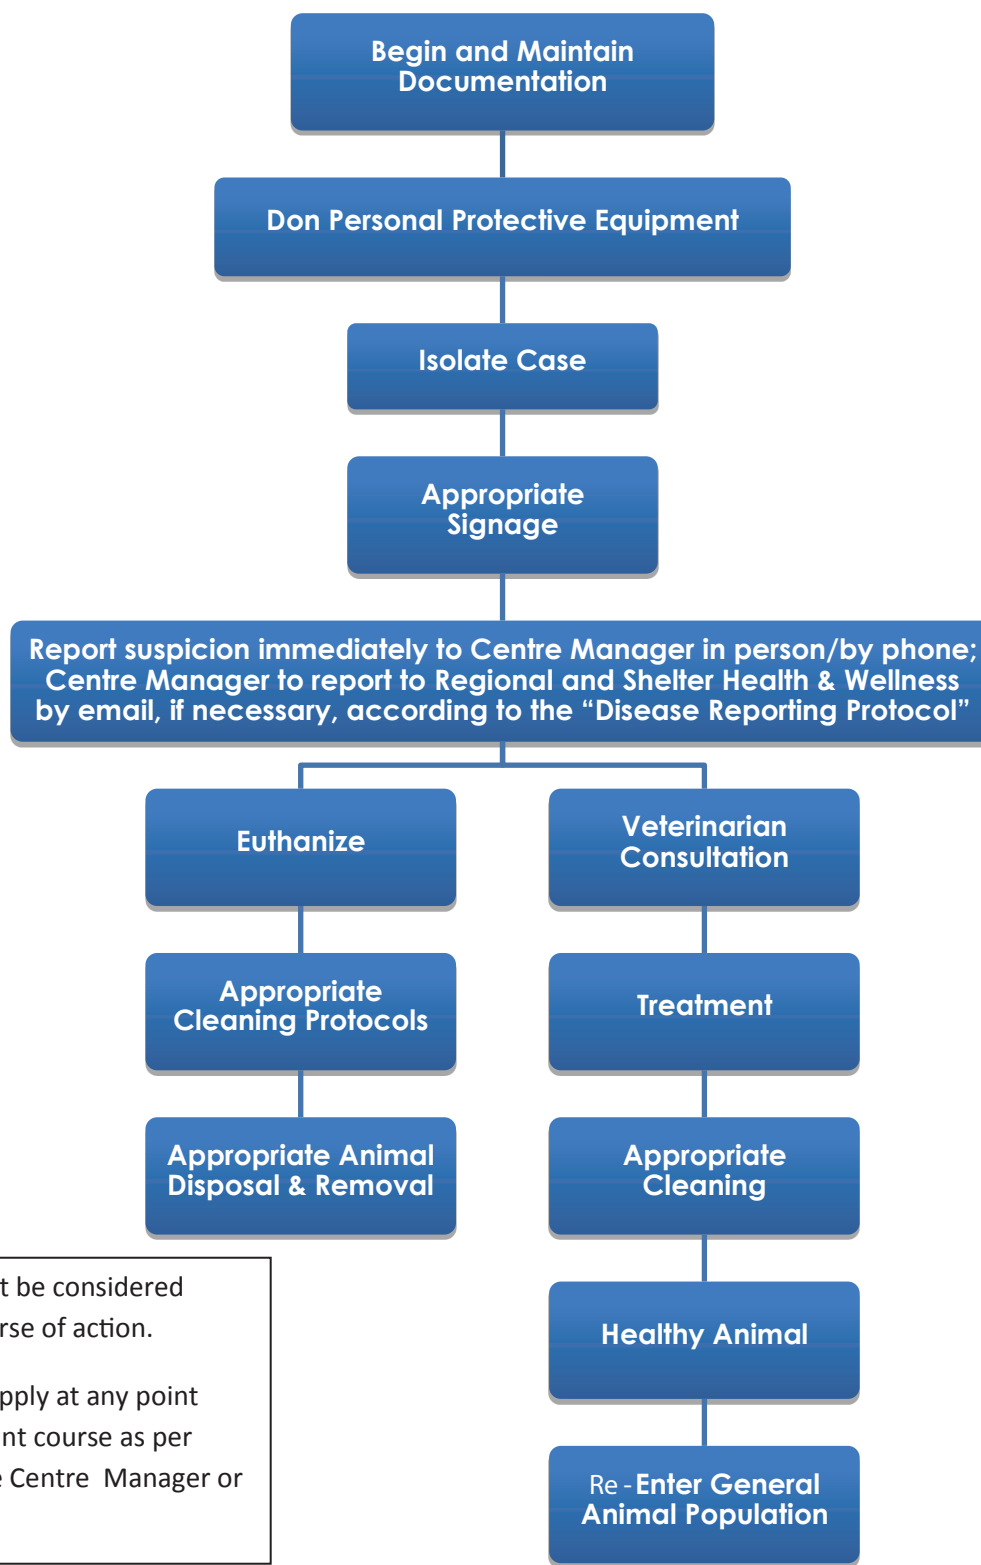 Begin and Maintain
Documentation
Don Personal Protective Equipment
Isolate Case
Appropriate
Signage
Report suspicion immediately to Centre Manager in person/by phone;
Centre Manager to report to Regional and Shelter Health & Wellness
by email, if necessary, according to the “Disease Reporting Protocol”
Euthanize
Appropriate
Cleaning Protocols
Appropriate Animal
Disposal & Removal
Veterinarian
Consultation
Treatment
Appropriate
Cleaning
Healthy Animal
Re - Enter General
Animal Population
be considered
of action.
at any point
course as per
Centre Manager or